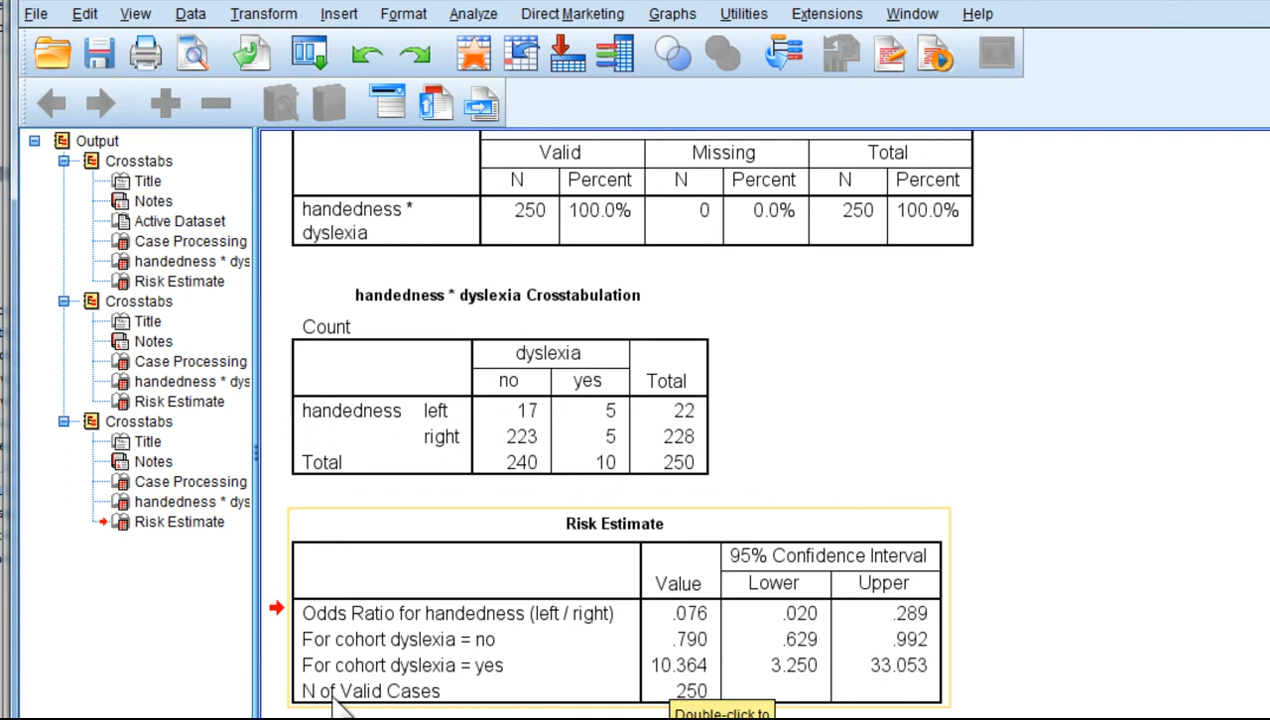 File Edit View Data Transform Insert Format Analyze Direct Marketing Graphs Utilities Extensions Window Help
Output
Crosstabs
Title
Notes
Active Dataset
Case Processing
handedness * dys
Risk Estimate
Crosstabs
Title
Notes
Case Processing
handedness * dys
Risk Estimate
Crosstabs
Title
Notes
Case Processing
handedness * dys
Risk Estimate
Valid Missing Total
N Percent N Percent N Percent
handedness * 250 100.0% 0 0.0% 250 100.0%
dyslexia
handedness * dyslexia Crosstabulation
Count
dyslexia
no yes Total
handedness left 17 5 22
right 223 5 228
Total 240 10 250
Risk Estimate
95% Confidence Interval
Value Lower Upper
Odds Ratio for handedness (left / right) .076 .020 .289
For cohort dyslexia = no .790 .629 .992
For cohort dyslexia = yes 10.364 3.250 33.053
N of Valid Cases 250
Double-click to